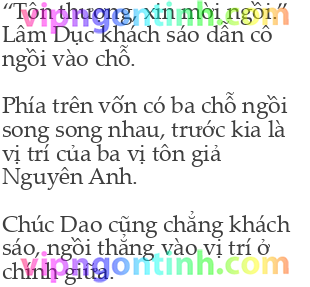 “Tôn thượng, xin mời ngồi.”
Lâm Dục khách sáo dẫn cô
ngồi vào chỗ.
Phía trên vốn có ba chỗ ngồi
song song nhau, trước kia là
vị trí của ba vị tôn giả
Nguyên Anh.
Chúc Dao cũng chẳng khách
sáo, ngồi thẳng vào vị trí ở
chính giữa.
vipngontinh.com
vipngontinh.com